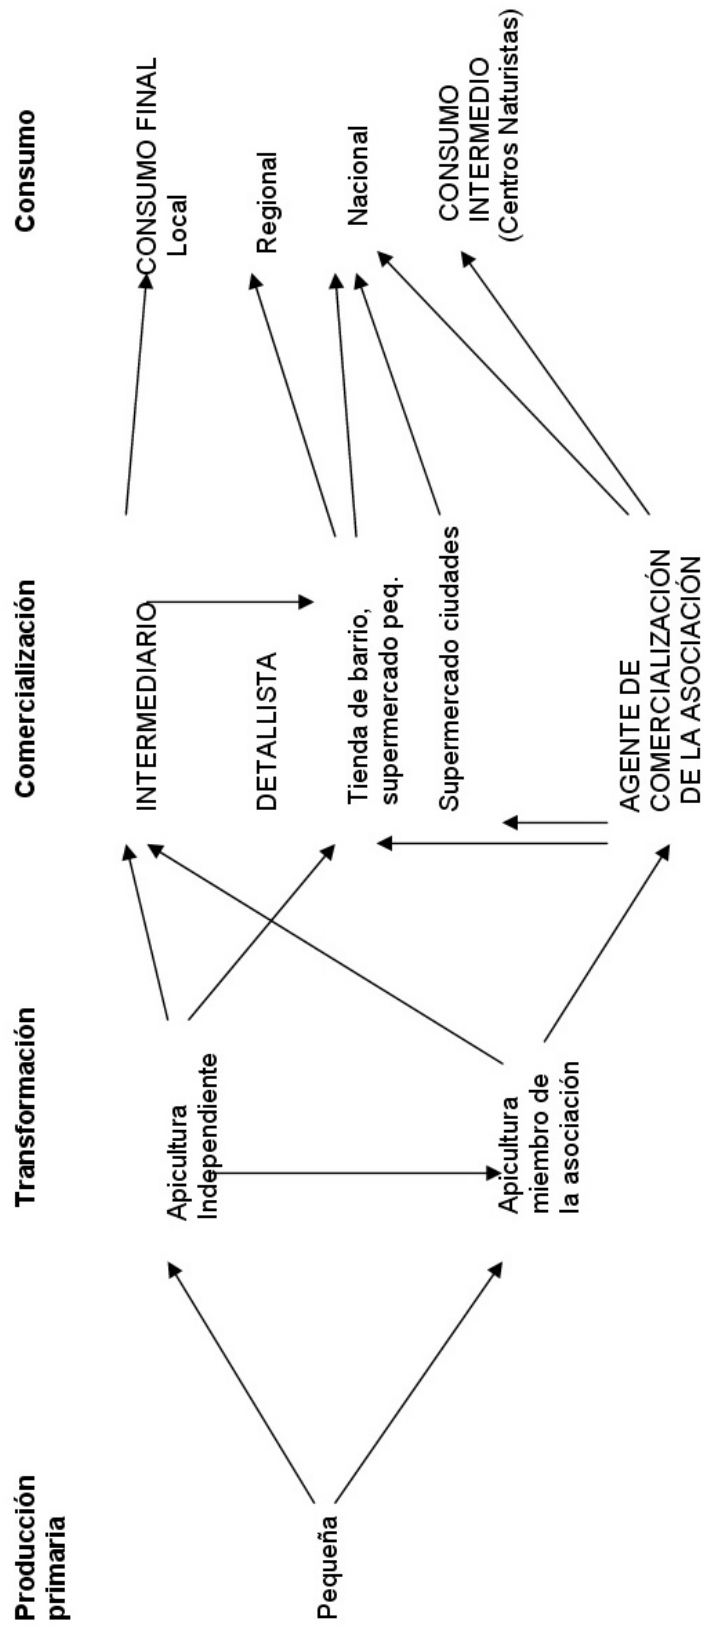 Producción
primaria
Transformación
Comercialización
Consumo
Pequeña
Apicultura
Independiente
Apicultura
miembro de
la asociación
INTERMEDIARIO
DETALLISTA
Tienda de barrio,
supermercado peq.
Supermercado ciudades
AGENTE DE
COMERCIALIZACIÓN
DE LA ASOCIACIÓN
CONSUMO FINAL
Local
Regional
Nacional
CONSUMO
INTERMEDIO
(Centros Naturistas)